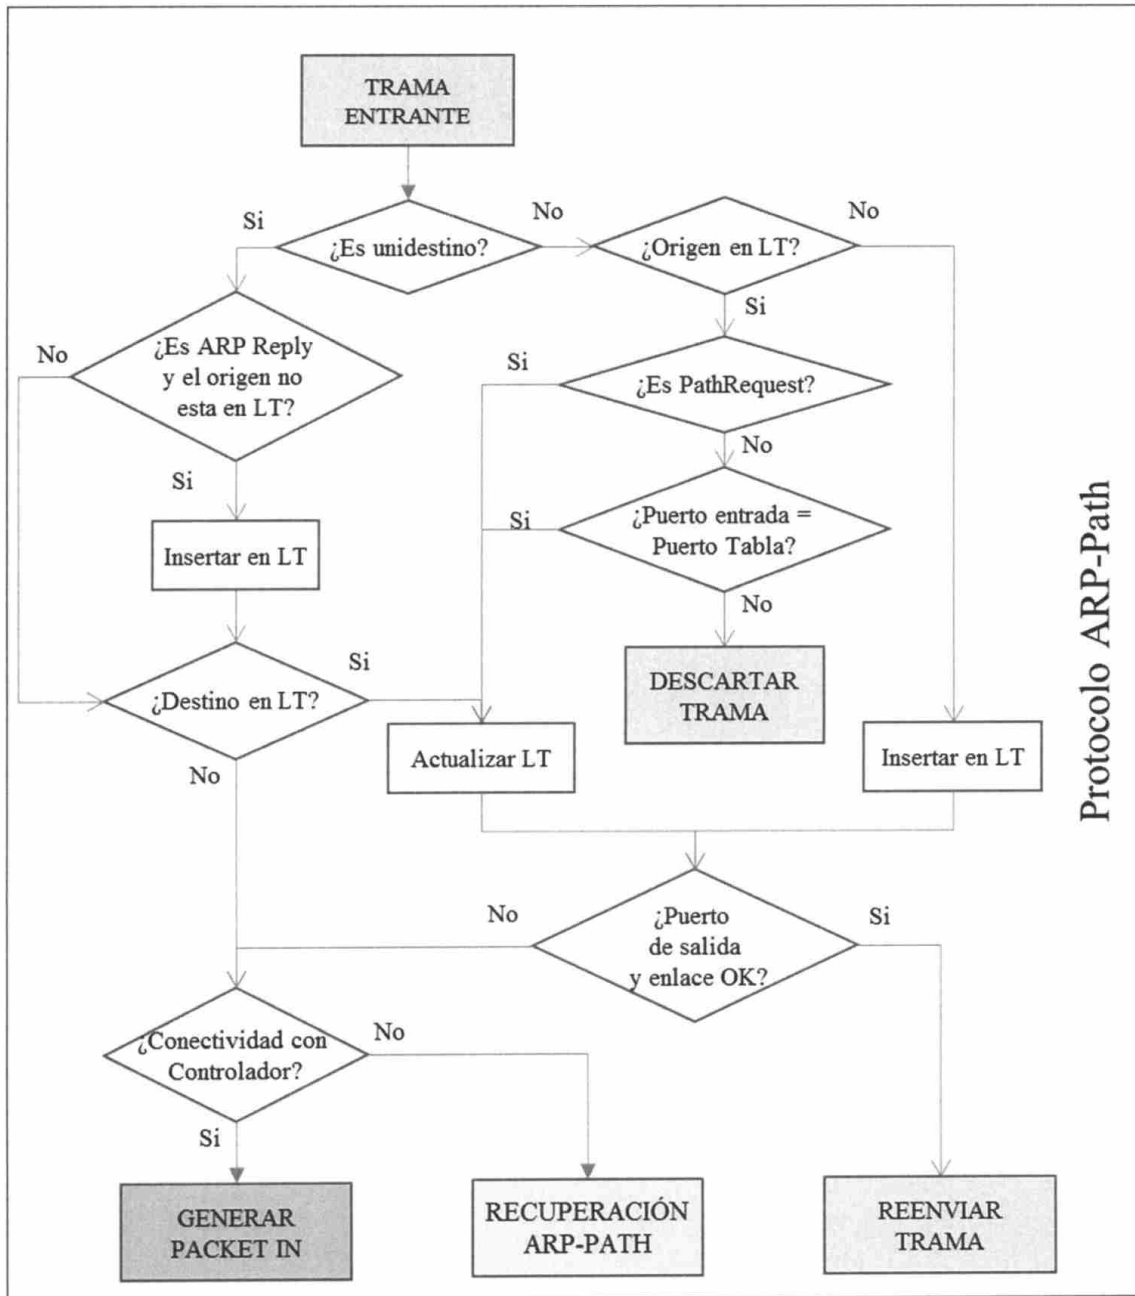 TRAMA
ENTRANTE
Si
No
No
¿Es unidestino?
¿Origen en LT?
Si
No
¿Es ARP Reply
y el origen no
esta en LT?
Si
¿Es PathRequest?
No
Si
Insertar en LT
Si
¿Puerto entrada =
Puerto Tabla?
No
Si
¿Destino en LT?
DESCARTAR
TRAMA
No
Actualizar LT
Insertar en LT
No
¿Puerto
de salida
y enlace OK?
Si
¿Conectividad con
Controlador?
No
Si
GENERAR
PACKET IN
RECUPERACIÓN
ARP-PATH
REENVIAR
TRAMA
Protocolo ARP-Path